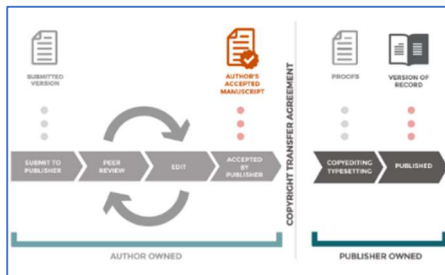 SUBMITTED
VERSION
AUTHOR'S
ACCEPTED
MANUSCRIPT
COPYRIGHT TRANSFER AGREEMENT
PROOFS
VERSION OF
RECORD
SUBMIT TO
PUBLISHER
PEER
REVIEW
EDIT
ACCEPTED
BY
PUBLISHER
COPYEDITING
TYPESETTING
PUBLISHED
AUTHOR OWNED
PUBLISHER OWNED